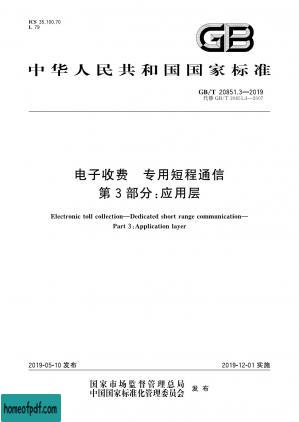 ICS 35.100.70
L 79
GB
中华人民共和国国家标准
GB/T 20851.3—2019
代替 GB/T 20851.3—2007
电子收费 专用短程通信
第3部分:应用层
Electronic toll collection—Dedicated short range communication—
Part 3:Application layer
2019-05-10 发布
2019-12-01 实施
国家市场监督管理总局
中国国家标准化管理委员会
发布
homeofpdf.com